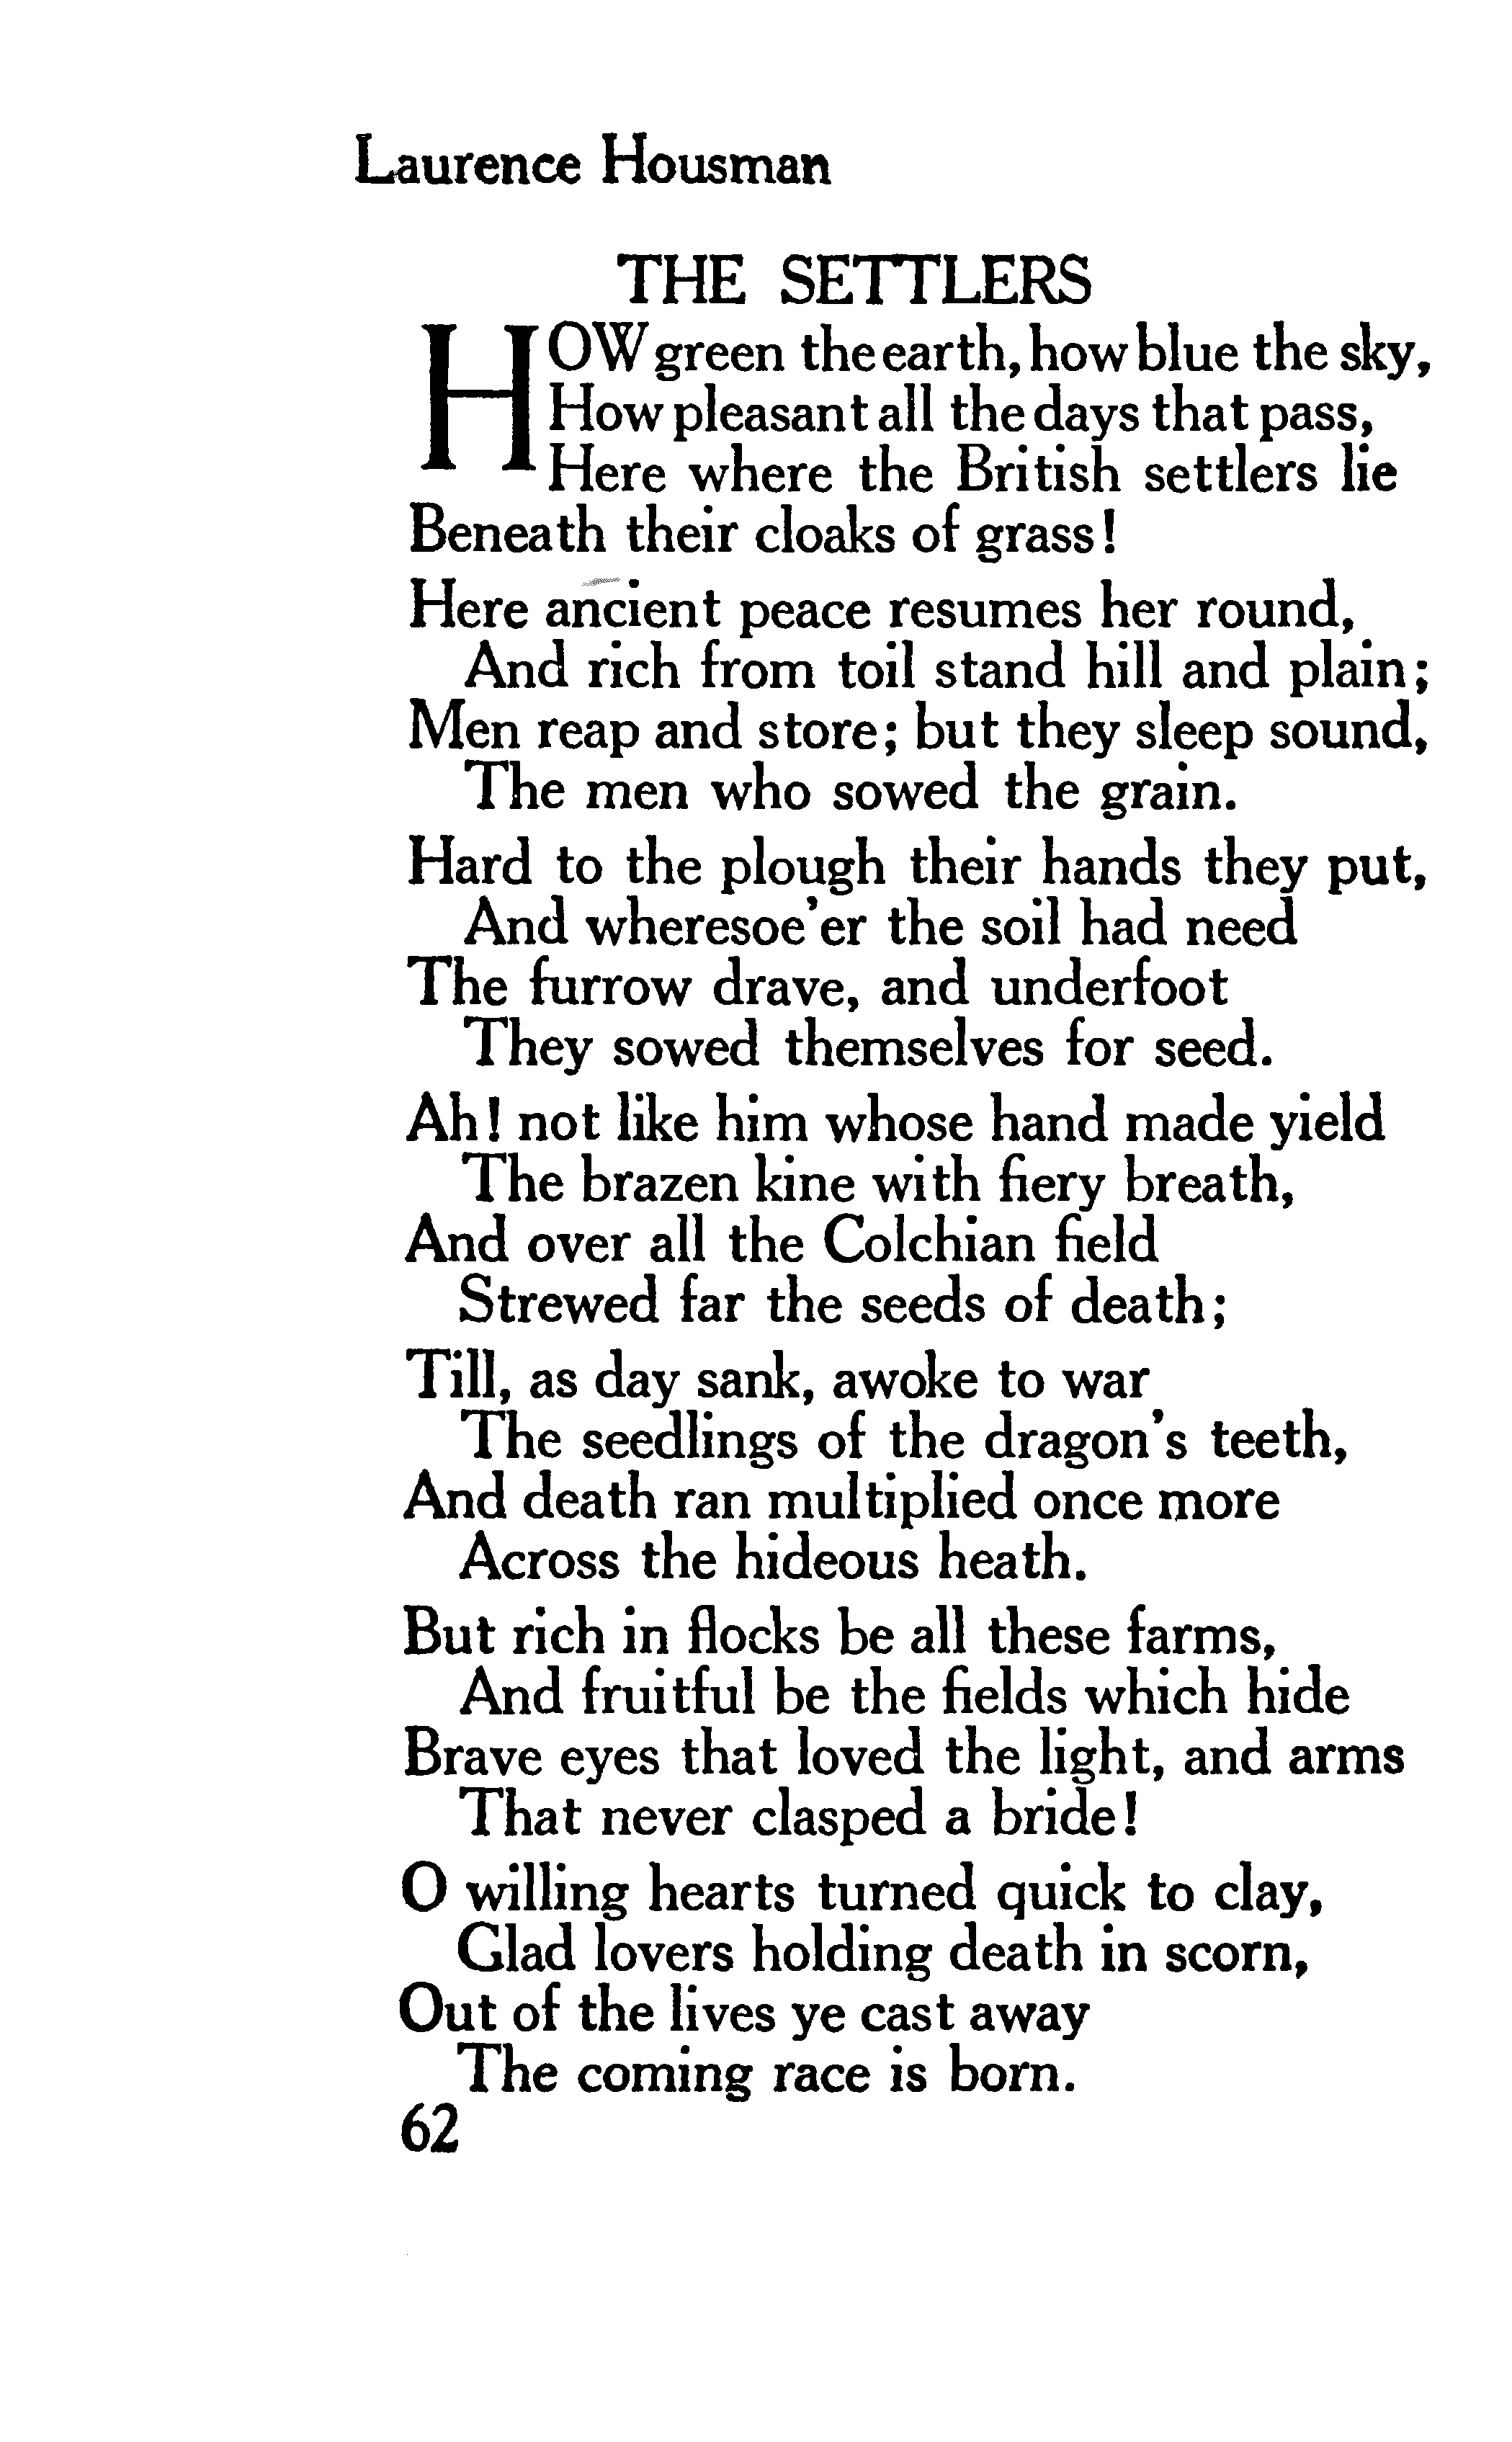 Laurence Housman
THE SETTLERS
HOW green the earth, how blue the sky,
How pleasant all the days that pass,
Here where the British settlers lie
Beneath their cloaks of grass!
Here ancient peace resumes her round,
And rich from toil stand hill and plain;
Men reap and store; but they sleep sound,
The men who sowed the grain.
Hard to the plough their hands they put,
And wheresoe'er the soil had need
The furrow drave, and underfoot
They sowed themselves for seed.
Ah! not like him whose hand made yield
The brazen kine with fiery breath,
And over all the Colchian field
Strewed far the seeds of death;
Till, as day sank, awoke to war
The seedlings of the dragon's teeth,
And death ran multiplied once more
Across the hideous heath.
But rich in flocks be all these farms,
And fruitful be the fields which hide
Brave eyes that loved the light, and arms
That never clasped a bride!
O willing hearts turned quick to clay,
Glad lovers holding death in scorn,
Out of the lives ye cast away
The coming race is born.
62